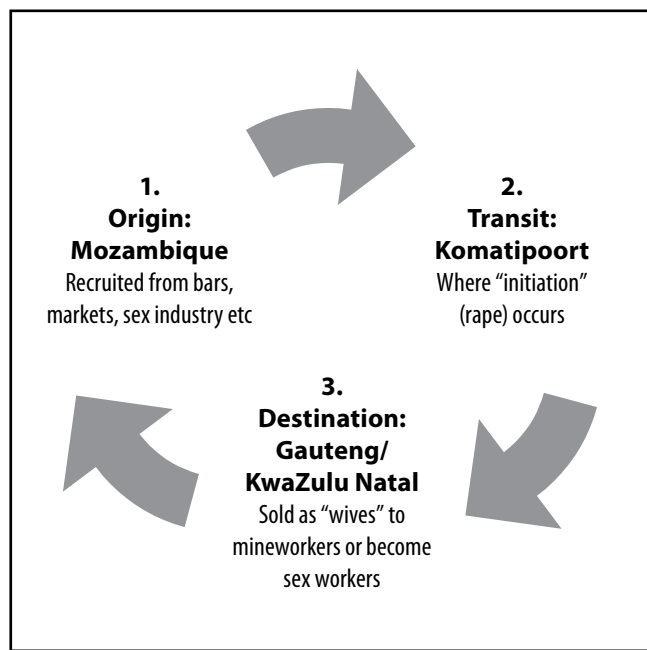 1.
Origin:
Mozambique
Recruited from bars,
markets, sex industry etc
2.
Transit:
Komatipoort
Where “initiation”
(rape) occurs
3.
Destination:
Gauteng/
KwaZulu Natal
Sold as “wives” to
mineworkers or become
sex workers